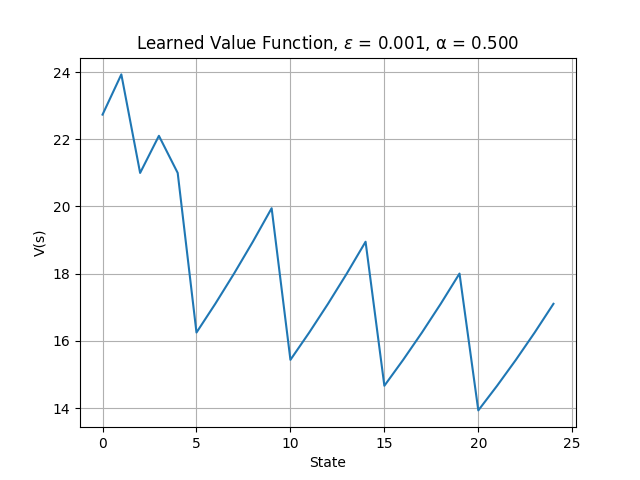 Learned Value Function, ε = 0.001, α = 0.500
24
22
20
18
16
14
V(s)
0 5 10 15 20 25
State